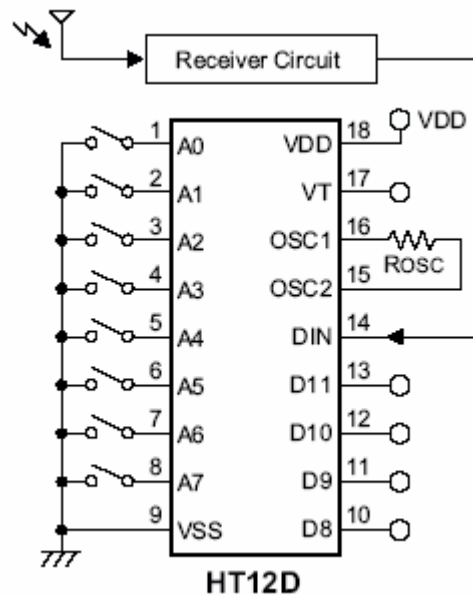 Receiver Circuit
1 A0 VDD 18 VDD
2 A1 VT 17
3 A2 OSC1 16
ROSC
4 A3 OSC2 15
5 A4 DIN 14
6 A5 D11 13
7 A6 D10 12
8 A7 D9 11
9 VSS D8 10
HT12D